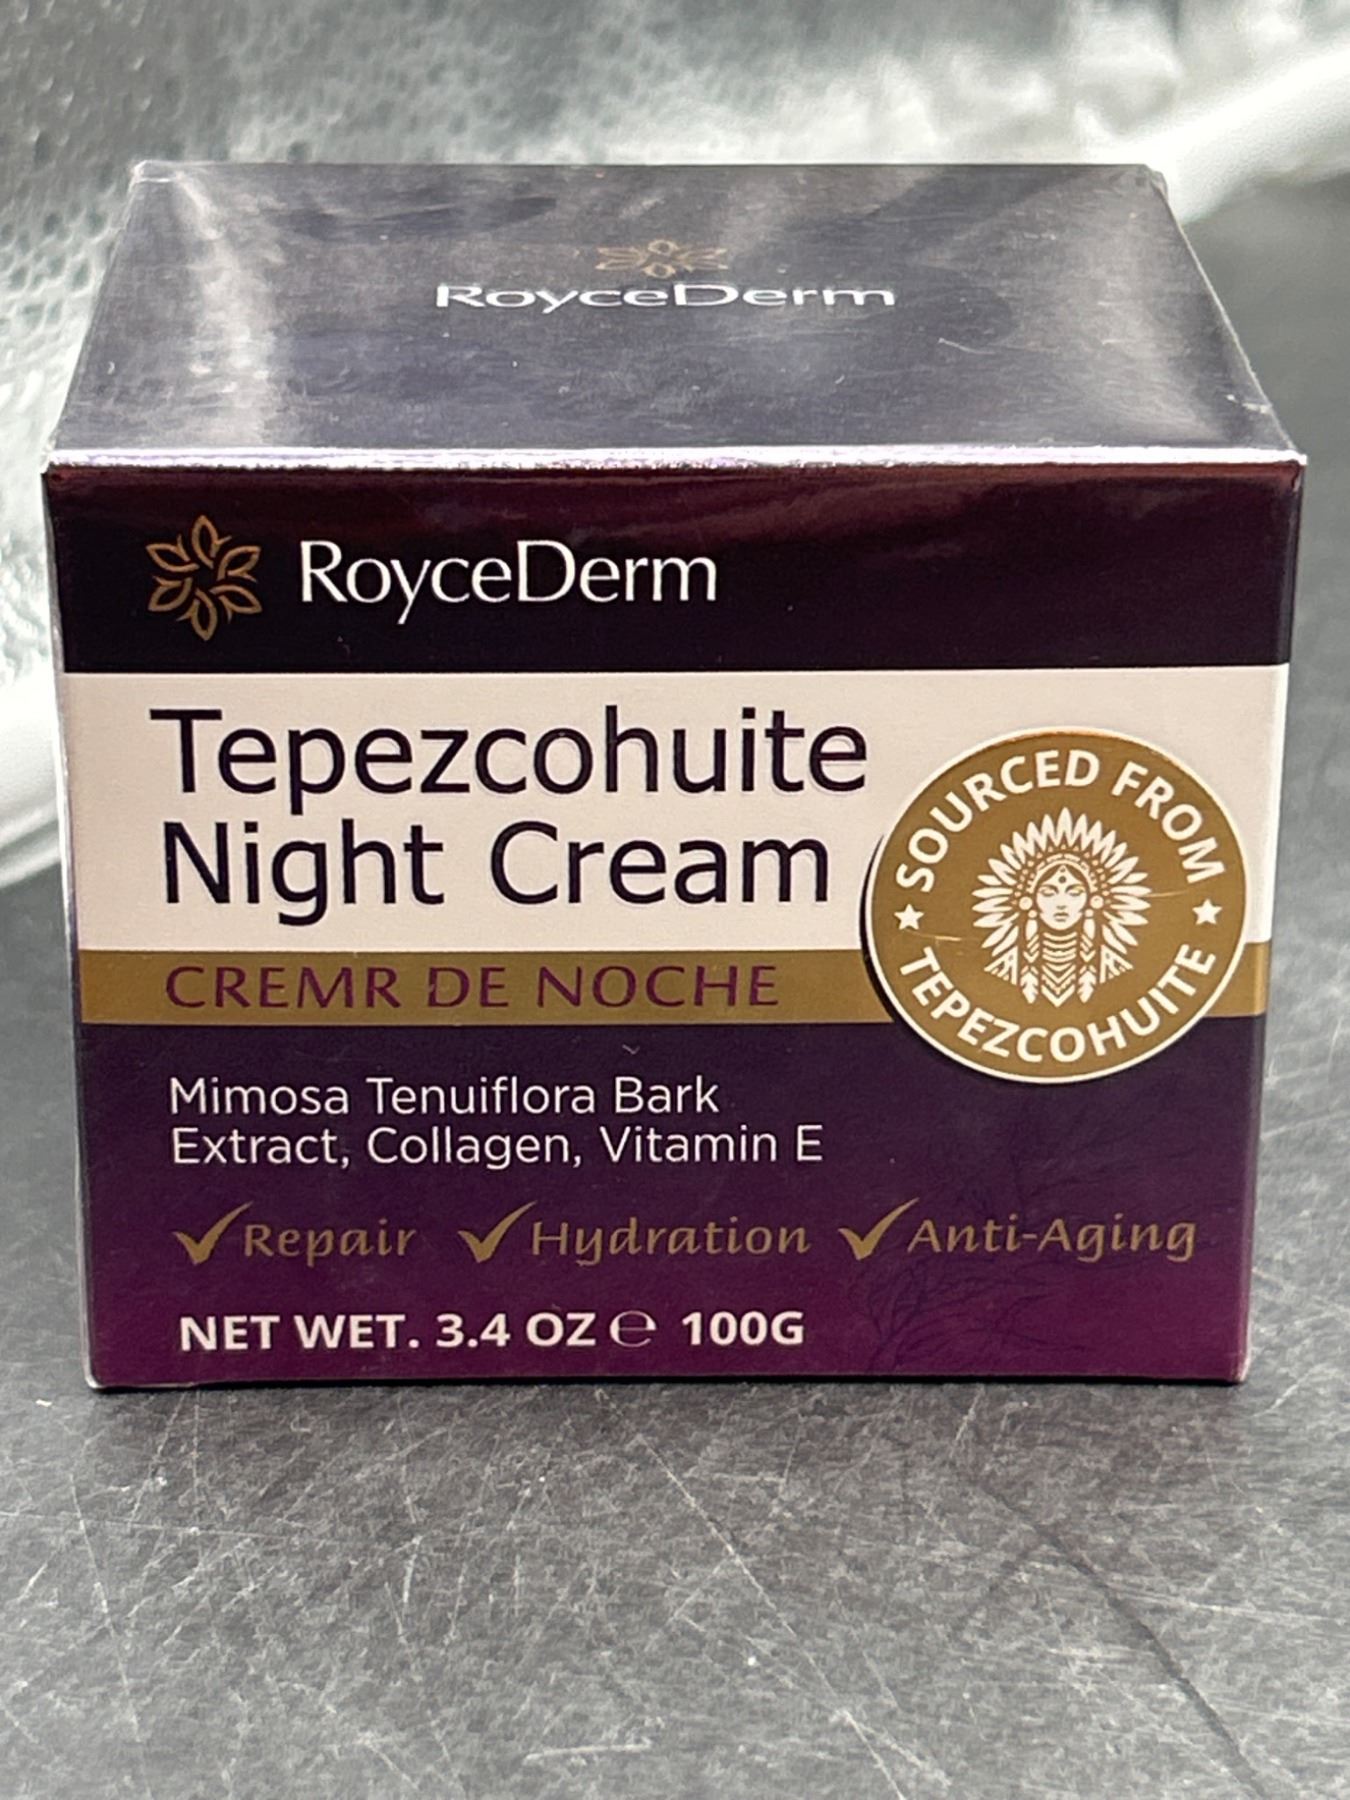 RoyceDerm
RoyceDerm
Tepezcohuite
Night Cream
SOURCED FROM
TEPEZCOHUITE
CREMR DE NOCHE
Mimosa Tenuiflora Bark
Extract, Collagen, Vitamin E
✓Repair ✓Hydration ✓Anti-Aging
NET WET. 3.4 OZ ℮ 100G